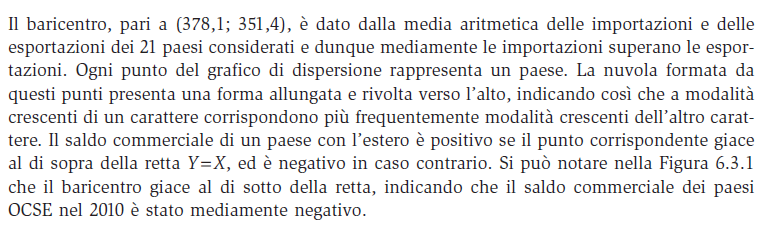 Il baricentro, pari a (378,1; 351,4), è dato dalla media aritmetica delle importazioni e delle
esportazioni dei 21 paesi considerati e dunque mediamente le importazioni superano le espor-
tazioni. Ogni punto del grafico di dispersione rappresenta un paese. La nuvola formata da
questi punti presenta una forma allungata e rivolta verso l'alto, indicando così che a modalità
crescenti di un carattere corrispondono più frequentemente modalità crescenti dell'altro carat-
tere. Il saldo commerciale di un paese con l'estero è positivo se il punto corrispondente giace
al di sopra della retta Y=X, ed è negativo in caso contrario. Si può notare nella Figura 6.3.1
che il baricentro giace al di sotto della retta, indicando che il saldo commerciale dei paesi
OCSE nel 2010 è stato mediamente negativo.